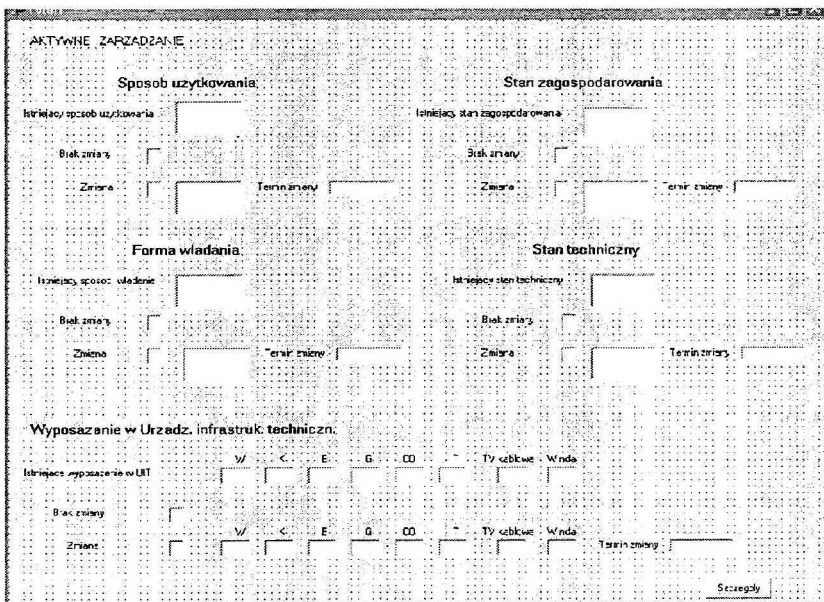 AKTYWNE ZARZADZANIE
Sposob uzytkowania
Stan zagospodarowania
Istniejacy sposob uzytkowania
Istniejacy stan zagospodarowania
Brak zmiany
Brak zmiany
Zmiana
Termin zmiany
Zmiana
Termin zmiany
Forma wladania
Stan techniczny
Istniejacy sposob wladania
Istniejacy stan techniczny
Brak zmiany
Brak zmiany
Zmiana
Termin zmiany
Zmiana
Termin zmiany
Wyposazenie w Urzadz. infrastruk. techniczn.
W K E G CO T TV kablowe Winda
Istniejace wyposazenie w UIT
Brak zmiany
W K E G CO T TV kablowe Winda
Zmiana
Termin zmiany
Szczegoly